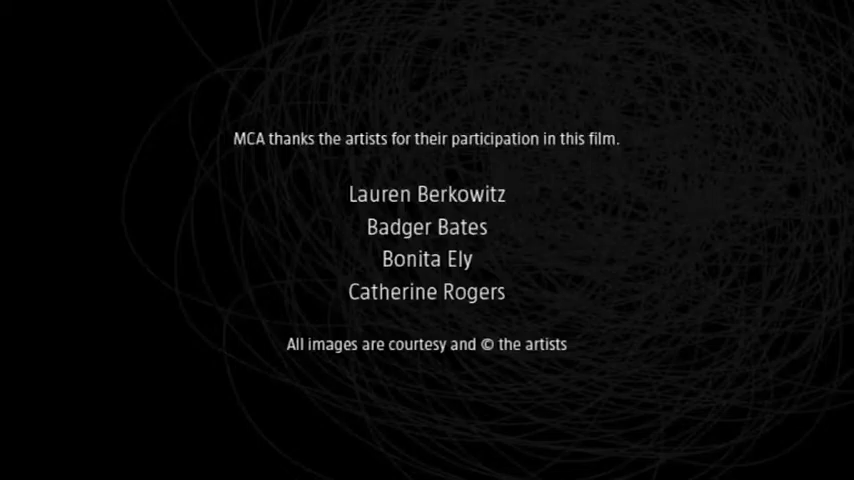 MCA thanks the artists for their participation in this film.
Lauren Berkowitz
Badger Bates
Bonita Ely
Catherine Rogers
All images are courtesy and © the artists